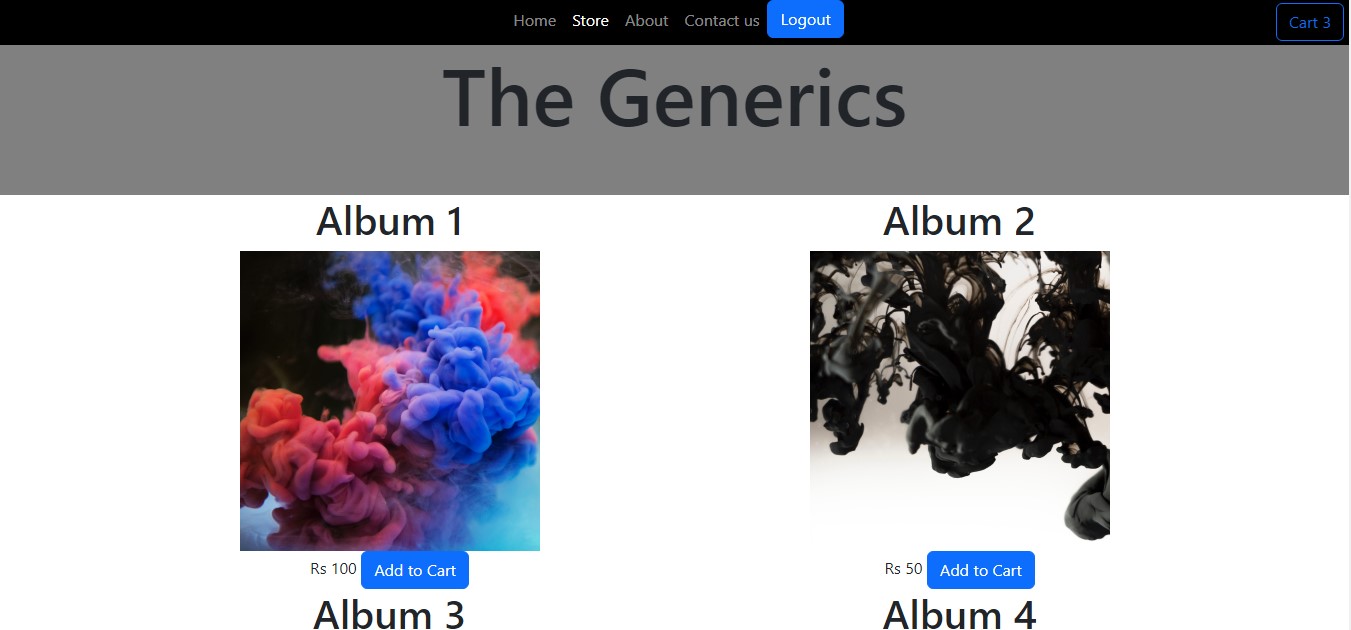 Home Store About Contact us Logout Cart 3
The Generics
Album 1 Album 2
Rs 100 Add to Cart Rs 50 Add to Cart
Album 3 Album 4